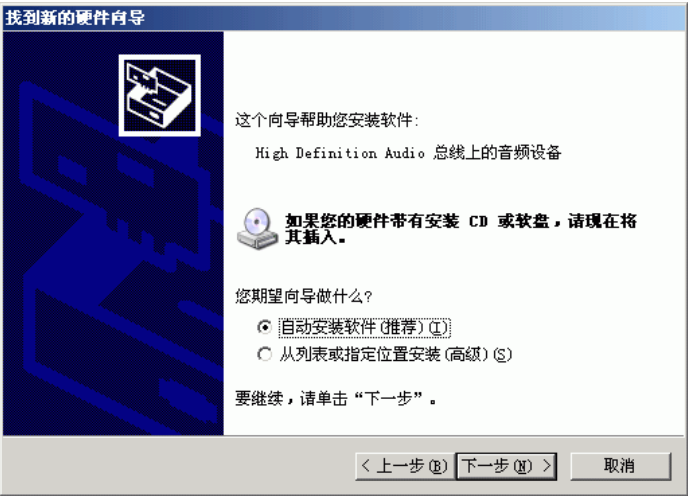 找到新的硬件向导
这个向导帮助您安装软件:
High Definition Audio 总线上的音频设备
如果您的硬件带有安装 CD 或软盘，请现在将
其插入。
您期望向导做什么?
自动安装软件(推荐)(I)
从列表或指定位置安装(高级)(S)
要继续，请单击“下一步”。
< 上一步(B) 下一步(N) > 取消